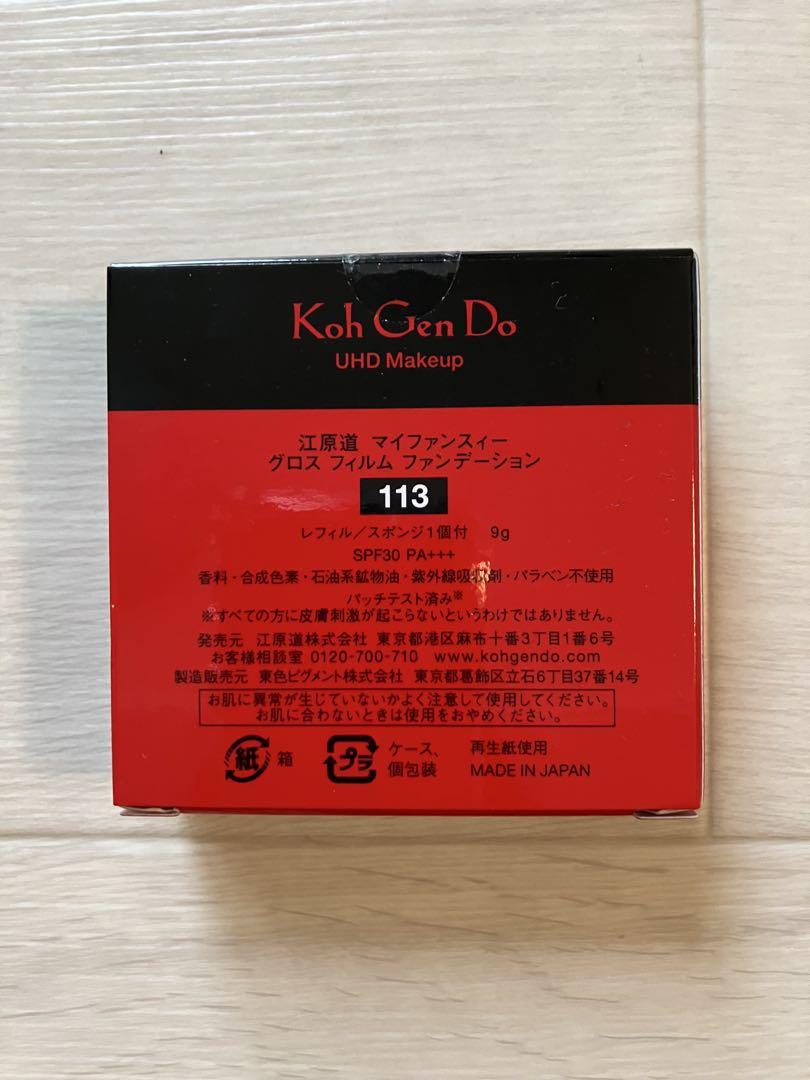 Koh Gen Do
UHD Makeup
江原道 マイファンスィー
グロス フィルム ファンデーション
113
レフィル／スポンジ1個付 9g
SPF30 PA+++
香料・合成色素・石油系鉱物油・紫外線吸収剤・パラベン不使用
パッチテスト済み※
※すべての方に皮膚刺激が起こらないというわけではありません。
発売元 江原道株式会社 東京都港区麻布十番3丁目1番6号
お客様相談室 0120-700-710 www.kohgendo.com
製造販売元 東色ピグメント株式会社 東京都葛飾区立石6丁目37番14号
お肌に異常が生じていないかよく注意して使用してください。
お肌に合わないときは使用をおやめください。
紙 箱 プラ ケース、 再生紙使用
個包装 MADE IN JAPAN